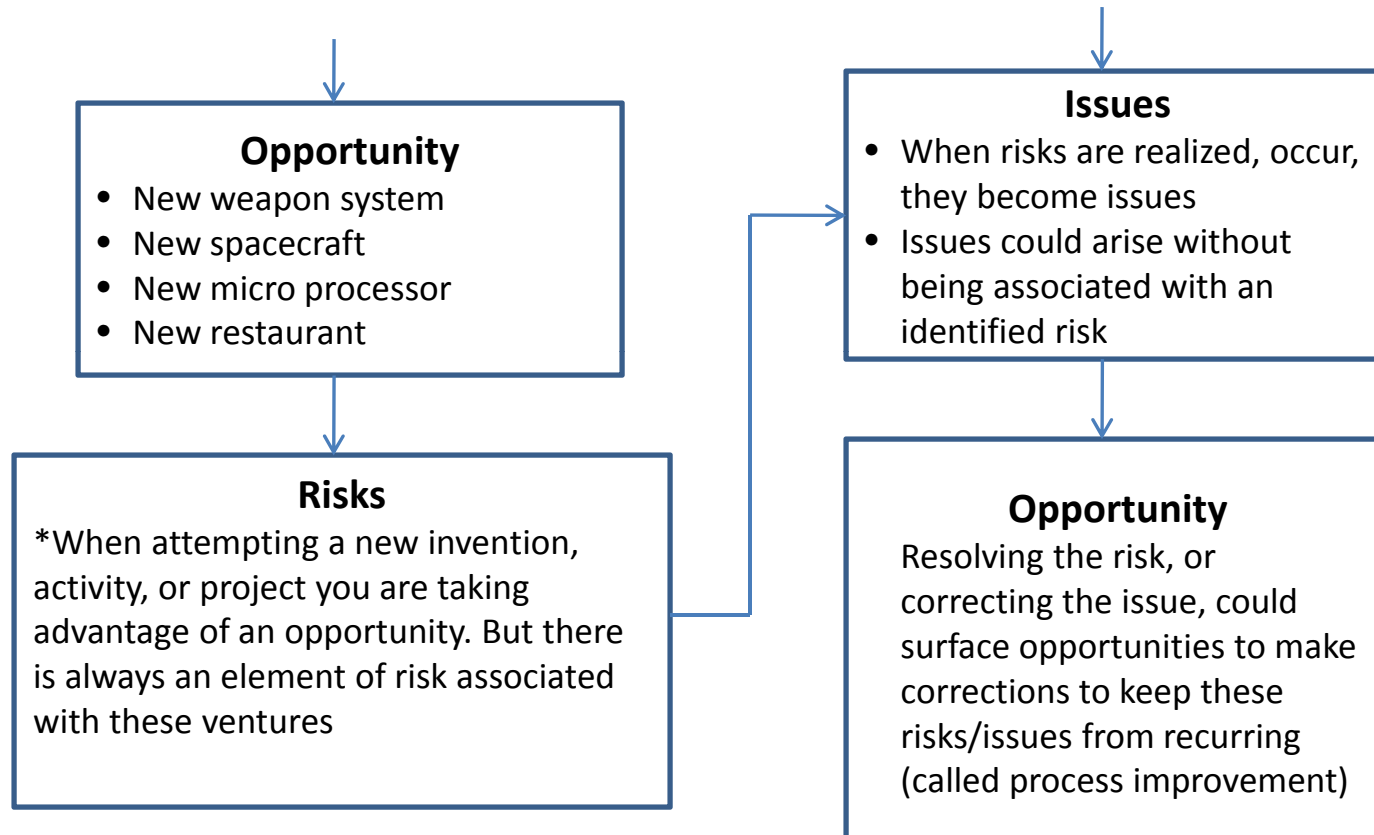 Opportunity
• New weapon system
• New spacecraft
• New micro processor
• New restaurant
Risks
*When attempting a new invention,
activity, or project you are taking
advantage of an opportunity. But there
is always an element of risk associated
with these ventures
Issues
• When risks are realized, occur,
they become issues
• Issues could arise without
being associated with an
identified risk
Opportunity
Resolving the risk, or
correcting the issue, could
surface opportunities to make
corrections to keep these
risks/issues from recurring
(called process improvement)